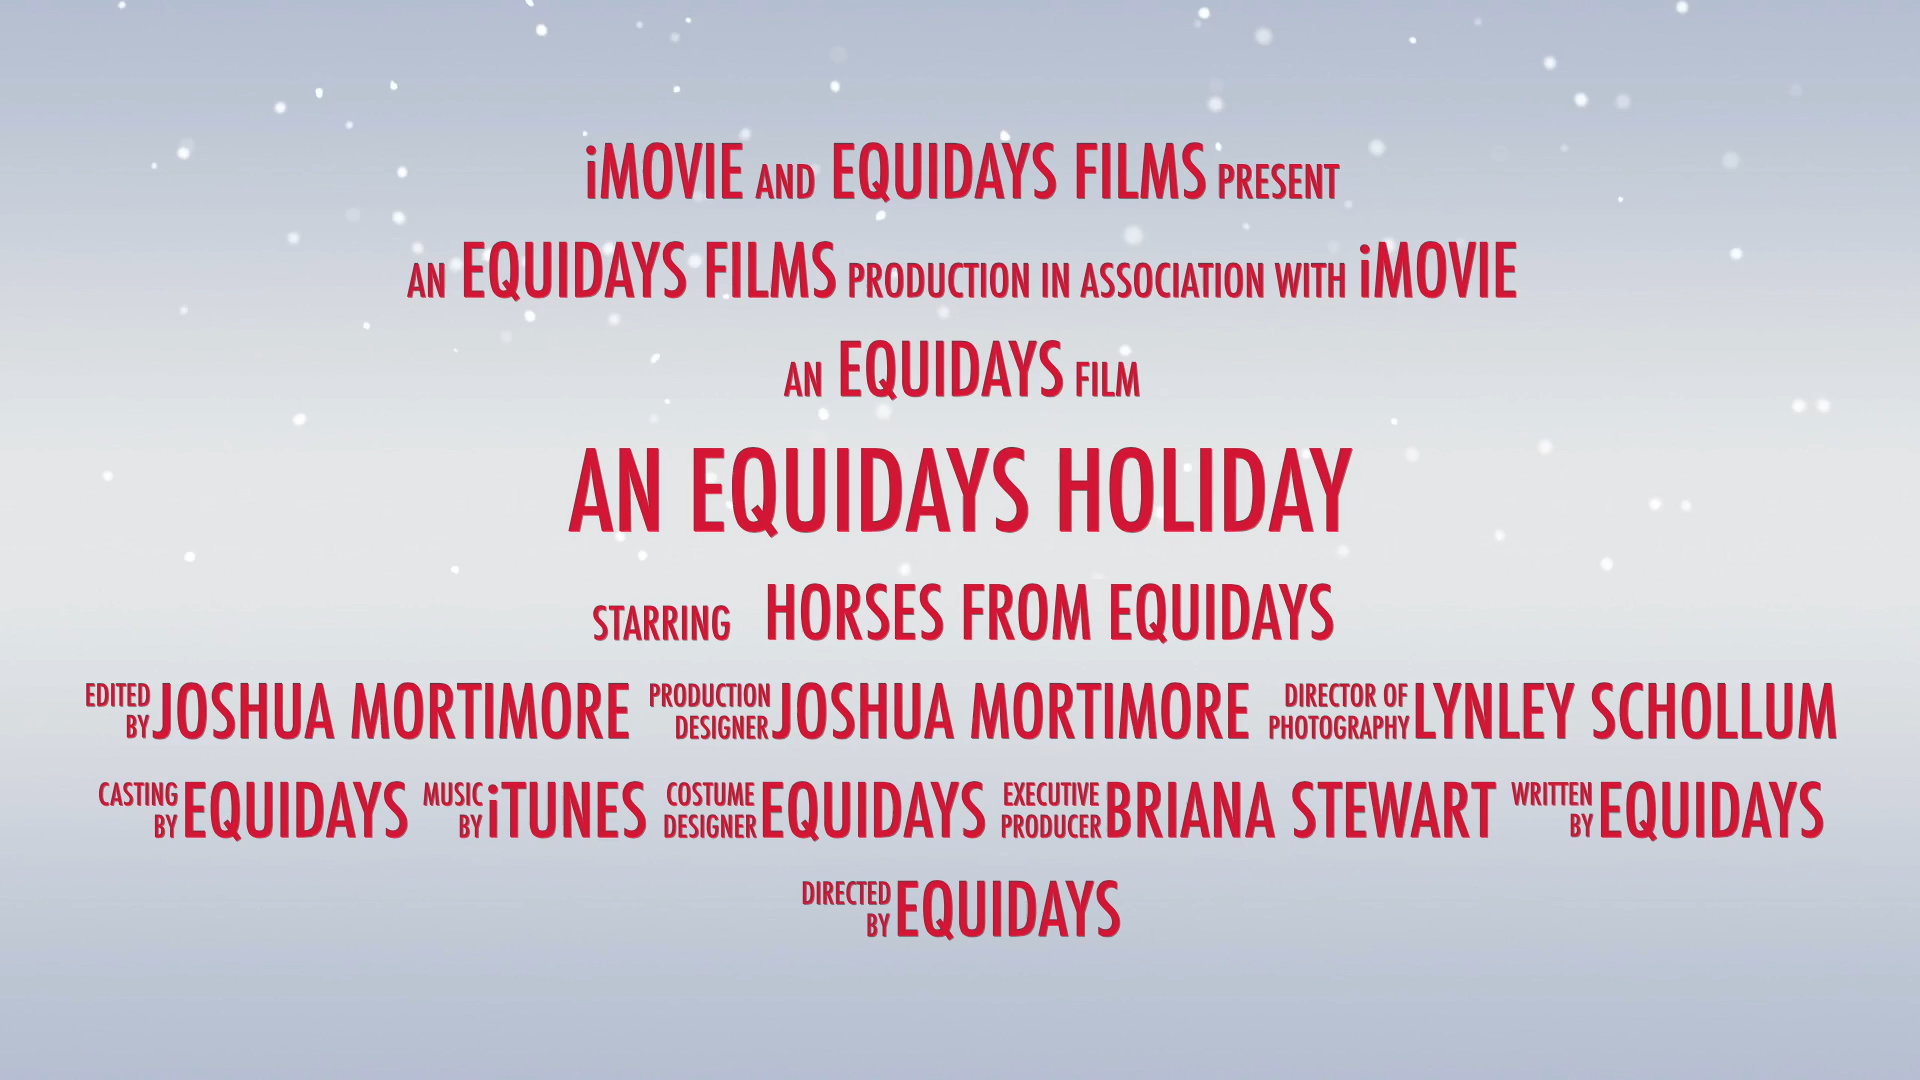 iMOVIE AND EQUIDAYS FILMS PRESENT
AN EQUIDAYS FILMS PRODUCTION IN ASSOCIATION WITH iMOVIE
AN EQUIDAYS FILM
AN EQUIDAYS HOLIDAY
STARRING HORSES FROM EQUIDAYS
EDITED BY JOSHUA MORTIMORE PRODUCTION DESIGNER JOSHUA MORTIMORE DIRECTOR OF PHOTOGRAPHY LYNLEY SCHOLLUM
CASTING BY EQUIDAYS MUSIC BY iTUNES COSTUME DESIGNER EQUIDAYS EXECUTIVE PRODUCER BRIANA STEWART WRITTEN BY EQUIDAYS
DIRECTED BY EQUIDAYS